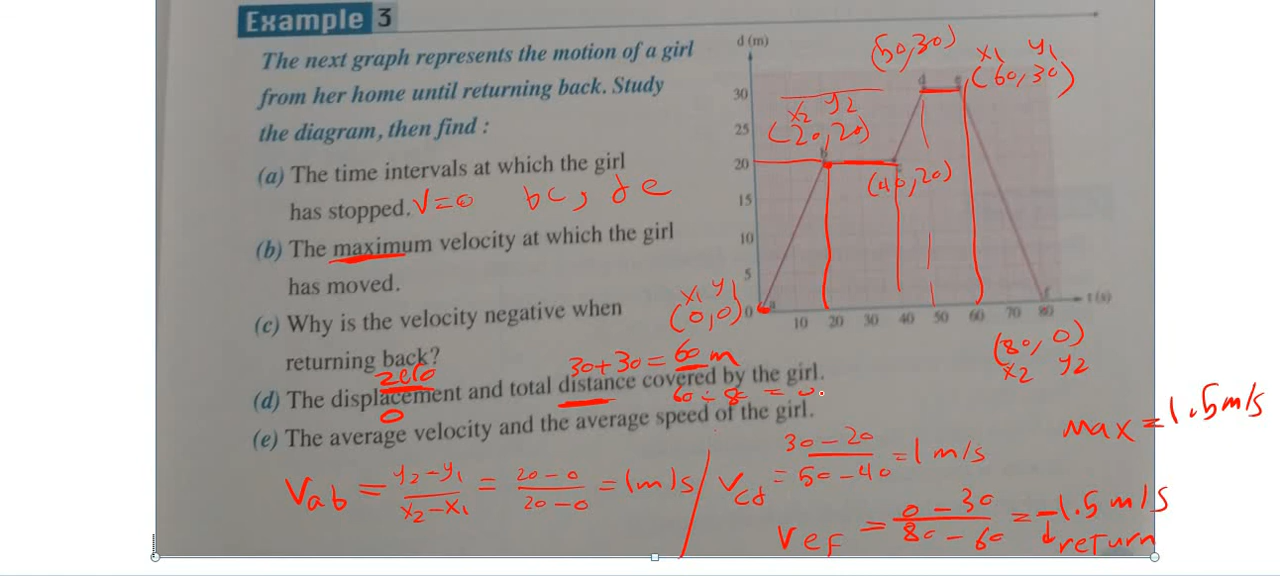 Example 3
The next graph represents the motion of a girl
from her home until returning back. Study
the diagram, then find :
(a) The time intervals at which the girl
has stopped. V=0 bc, de
(b) The maximum velocity at which the girl
has moved.
(c) Why is the velocity negative when
returning back?
zero
30+30=60 m
(d) The displacement and total distance covered by the girl.
0
60 ÷ 80 = 0.
(e) The average velocity and the average speed of the girl.
d (m)
30
25
20
15
10
5
0
10 20 30 40 50 60 70 80
t (s)
a
b
c
d
e
f
(50,30)
x1 y1
(60,30)
x2 y2
(20,20)
(40,20)
x1 y1
(0,0)
(80, 0)
x2 y2
Max = 1.5 m/s
Vab = y2-y1 / x2-x1 = 20-0 / 20-0 = 1 m/s
Vcd = 30-20 / 50-40 = 1 m/s
Vef = 0-30 / 80-60 = -1.5 m/s
return